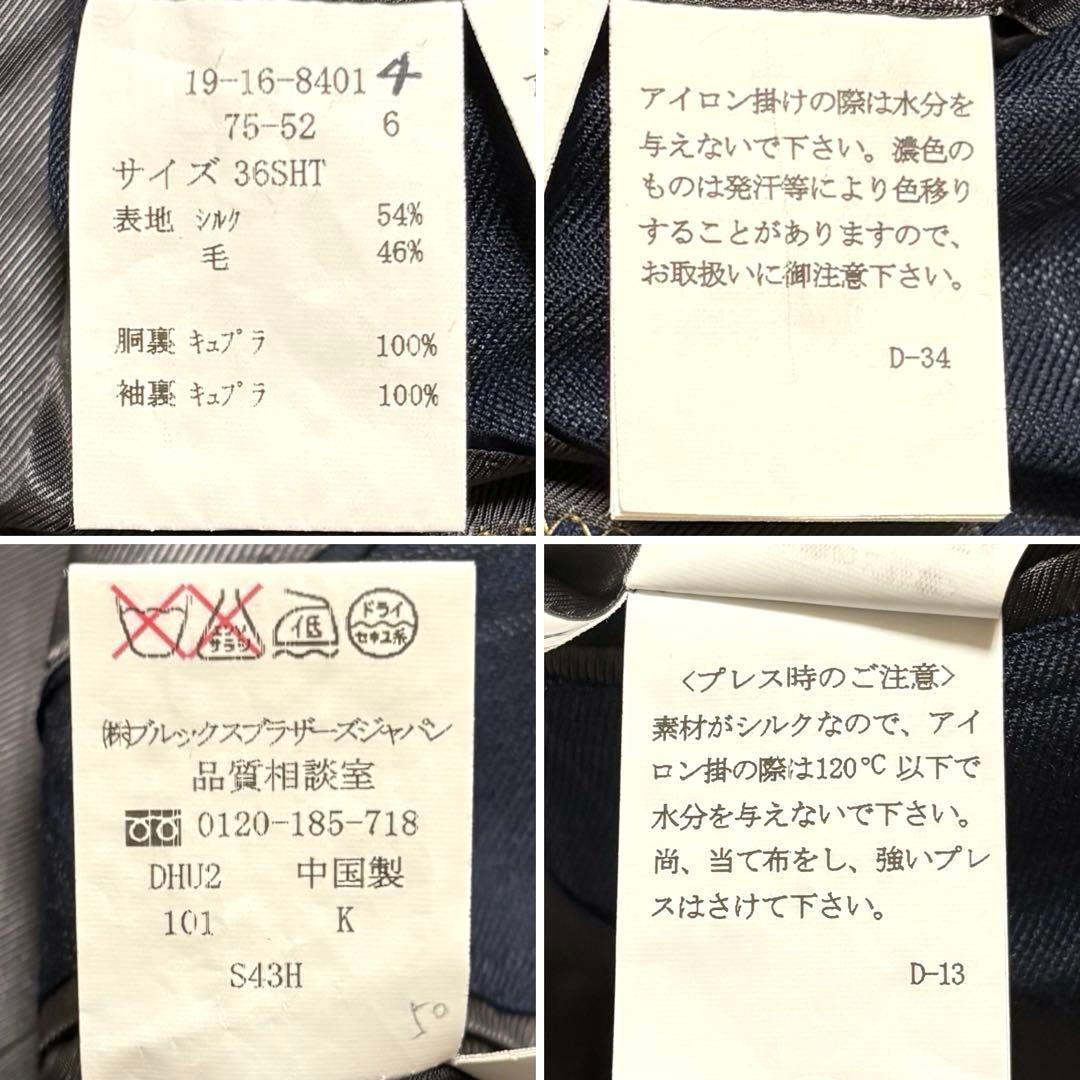 19-16-8401 4
75-52 6
サイズ 36SHT
表地 シルク 54%
毛 46%
胴裏 キュプラ 100%
袖裏 キュプラ 100%
アイロン掛けの際は水分を
与えないで下さい。濃色の
ものは発汗等により色移り
することがありますので、
お取扱いに御注意下さい。
D-34
エンソ
サラシ
低
ドライ
セキユ系
㈱ブルックスブラザーズジャパン
品質相談室
0120-185-718
DHU2 中国製
101 K
S43H
50
<プレス時のご注意>
素材がシルクなので、アイ
ロン掛の際は120℃以下で
水分を与えないで下さい。
尚、当て布をし、強いプレ
スはさけて下さい。
D-13